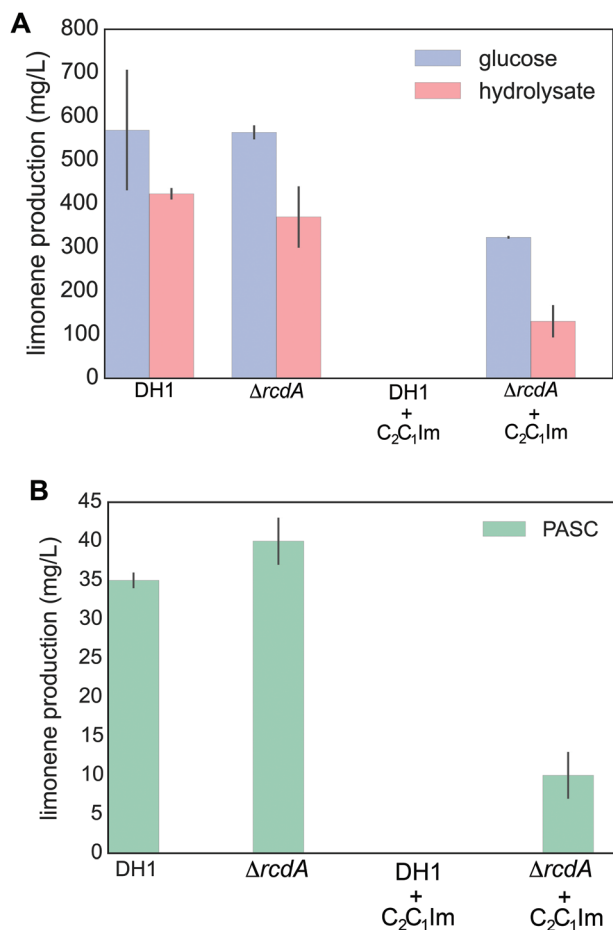 A
limonene production (mg/L)
800
700
600
500
400
300
200
100
0
glucose
hydrolysate
DH1
ΔrcdA
DH1
+
C₂C₁Im
ΔrcdA
+
C₂C₁Im
B
limonene production (mg/L)
45
40
35
30
25
20
15
10
5
0
PASC
DH1
ΔrcdA
DH1
+
C₂C₁Im
ΔrcdA
+
C₂C₁Im